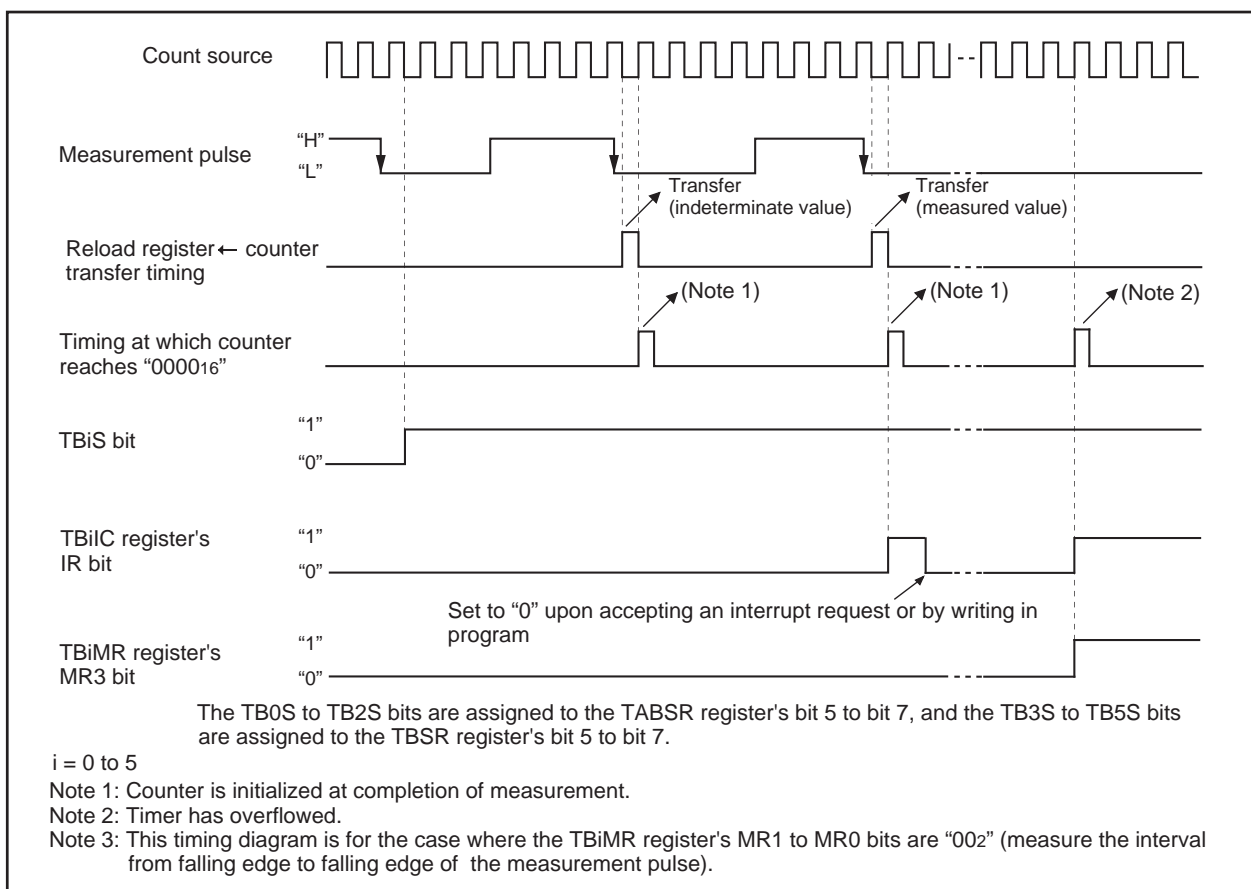 Count source
Measurement pulse
“H”
“L”
Transfer
(indeterminate value)
Transfer
(measured value)
Reload register ← counter
transfer timing
(Note 1)
(Note 1)
(Note 2)
Timing at which counter
reaches “000016”
TBiS bit
“1”
“0”
TBiIC register's
IR bit
“1”
“0”
Set to “0” upon accepting an interrupt request or by writing in
program
TBiMR register's
MR3 bit
“1”
“0”
The TB0S to TB2S bits are assigned to the TABSR register's bit 5 to bit 7, and the TB3S to TB5S bits
are assigned to the TBSR register's bit 5 to bit 7.
i = 0 to 5
Note 1: Counter is initialized at completion of measurement.
Note 2: Timer has overflowed.
Note 3: This timing diagram is for the case where the TBiMR register's MR1 to MR0 bits are “002” (measure the interval
from falling edge to falling edge of the measurement pulse).